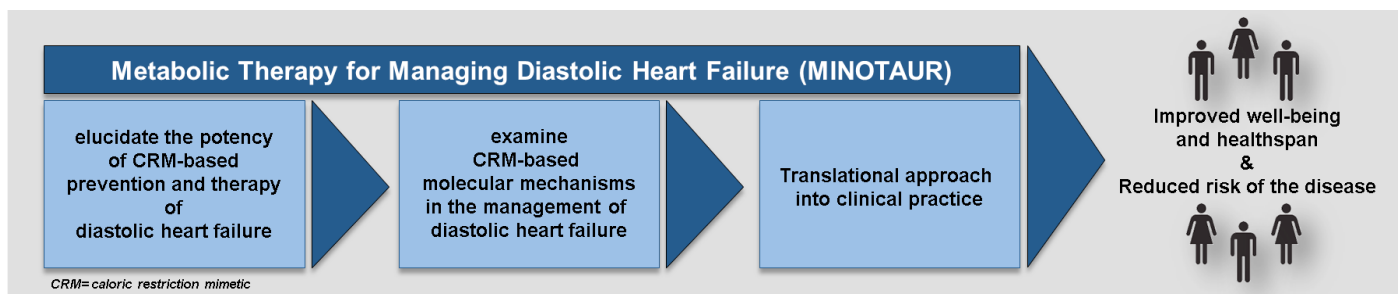 Metabolic Therapy for Managing Diastolic Heart Failure (MINOTAUR)
elucidate the potency
of CRM-based
prevention and therapy
of
diastolic heart failure
examine
CRM-based
molecular mechanisms
in the management of
diastolic heart failure
Translational approach
into clinical practice
Improved well-being
and healthspan
&
Reduced risk of the disease
CRM= caloric restriction mimetic